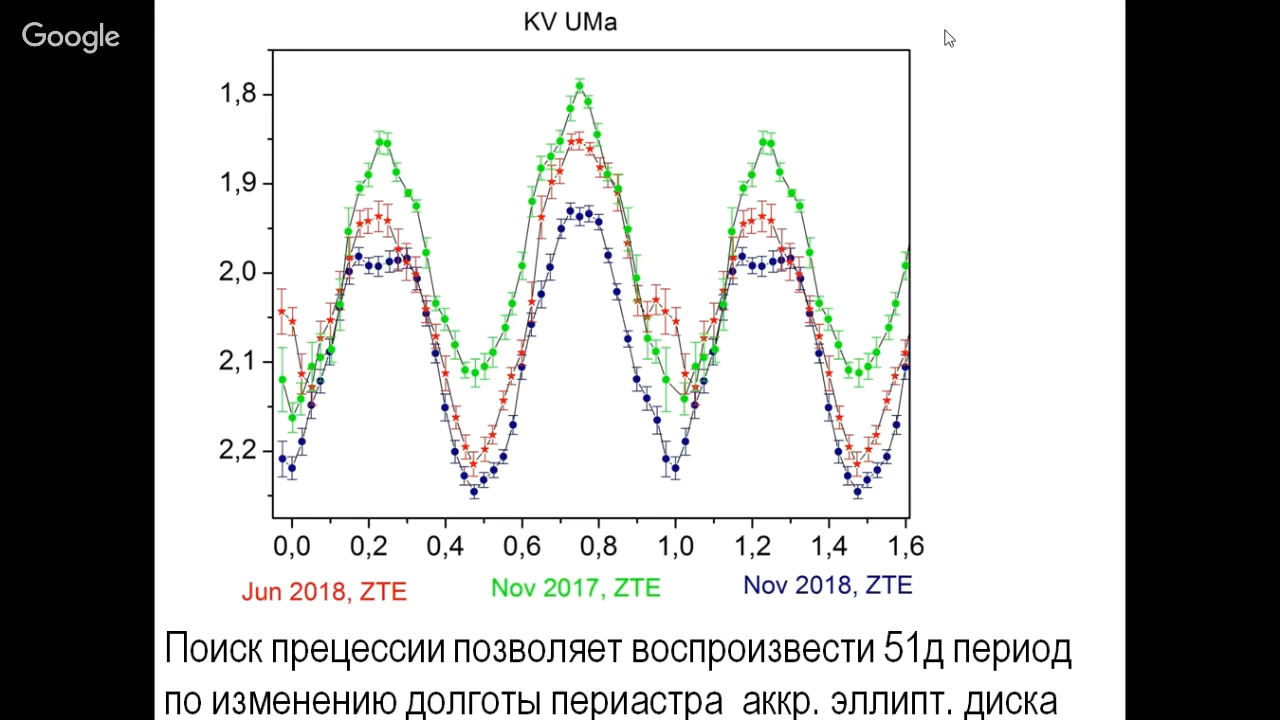 Google
KV UMa
1,8
1,9
2,0
2,1
2,2
0,0 0,2 0,4 0,6 0,8 1,0 1,2 1,4 1,6
Jun 2018, ZTE Nov 2017, ZTE Nov 2018, ZTE
Поиск прецессии позволяет воспроизвести 51д период
по изменению долготы периастра аккр. эллипт. диска